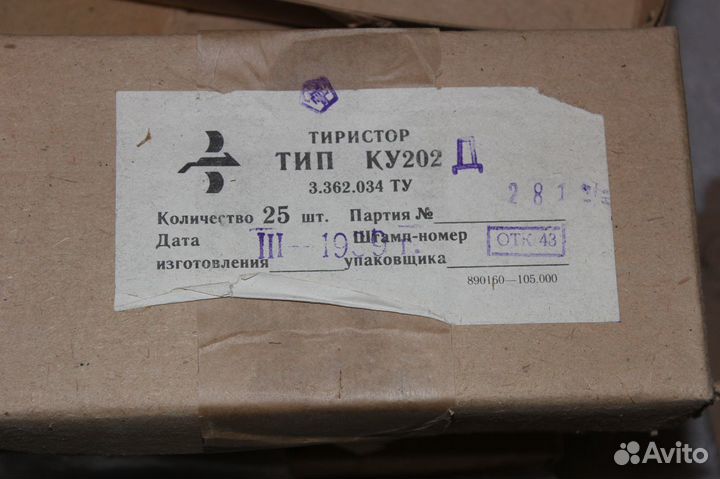 ТИРИСТОР
ТИП КУ202 Д
3.362.034 ТУ
281
Количество 25 шт. Партия №
Дата III — 19 г. Штамп-номер ОТК 43
изготовления упаковщика
890160—105.000
Avito